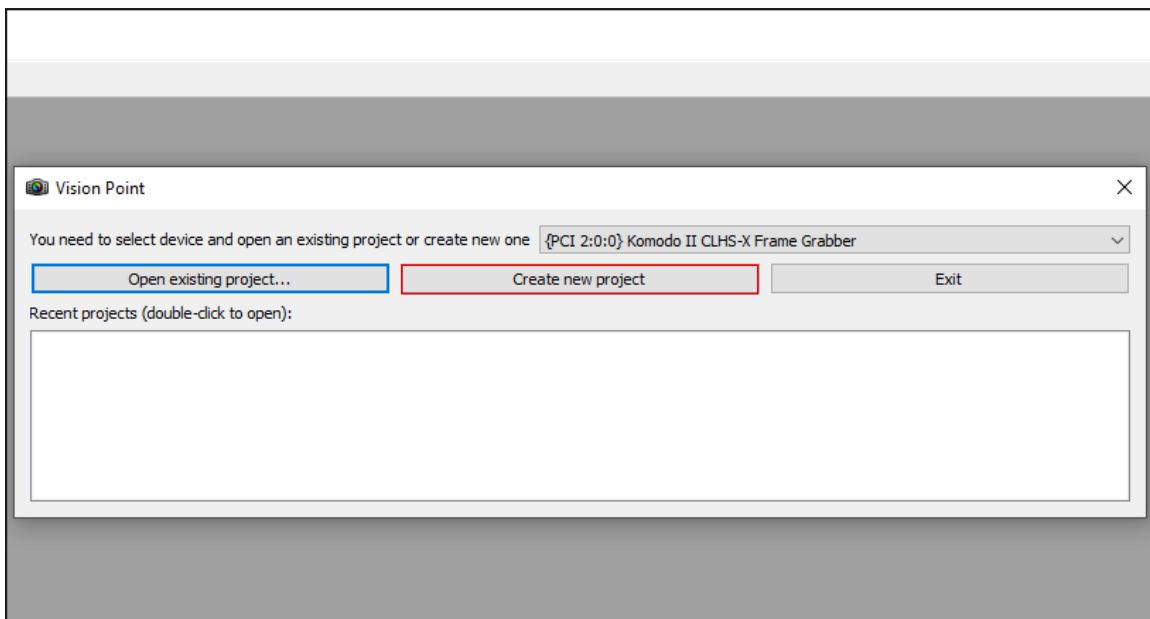 Vision Point
You need to select device and open an existing project or create new one {PCI 2:0:0} Komodo II CLHS-X Frame Grabber
Open existing project... Create new project Exit
Recent projects (double-click to open):